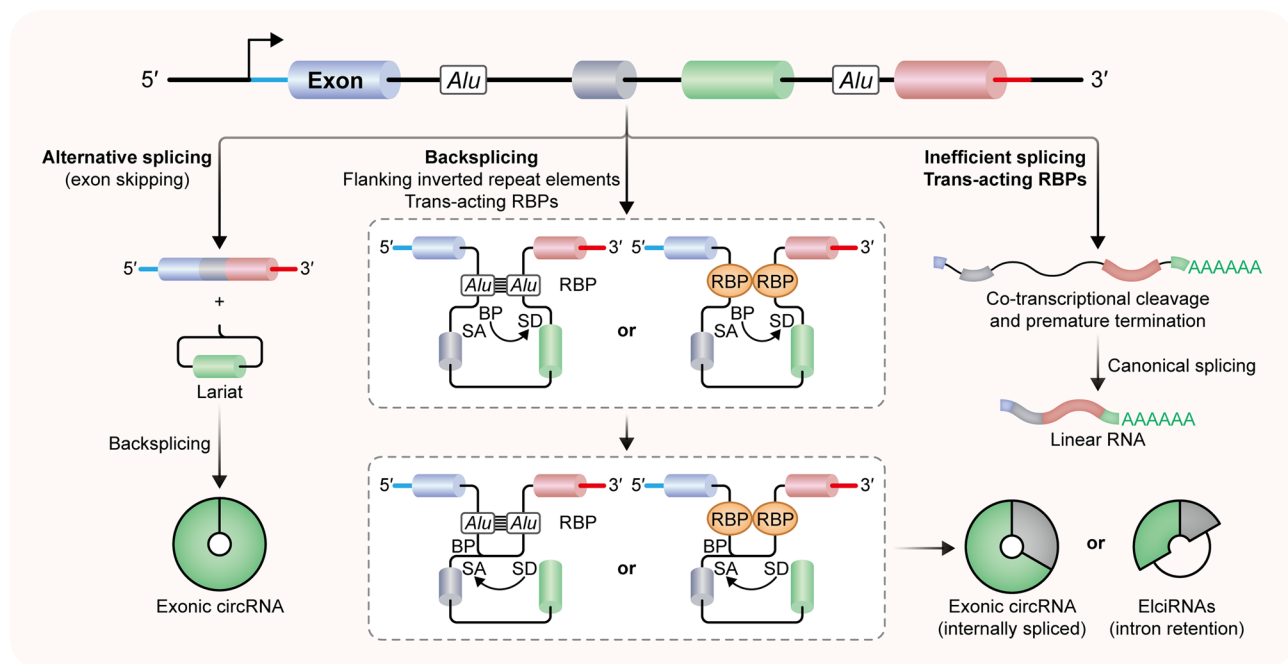 5′ Exon Alu Alu 3′
Alternative splicing
(exon skipping)
5′ 3′
+
Lariat
Backsplicing
Exonic circRNA
Backsplicing
Flanking inverted repeat elements
Trans-acting RBPs
5′ 3′
Alu Alu RBP
BP
SA SD
or
5′ 3′
RBP RBP
BP
SA SD
5′ 3′
Alu Alu RBP
BP
SA SD
or
5′ 3′
RBP RBP
BP
SA SD
Inefficient splicing
Trans-acting RBPs
AAAAAA
Co-transcriptional cleavage
and premature termination
Canonical splicing
AAAAAA
Linear RNA
Exonic circRNA
(internally spliced)
or
ElciRNAs
(intron retention)